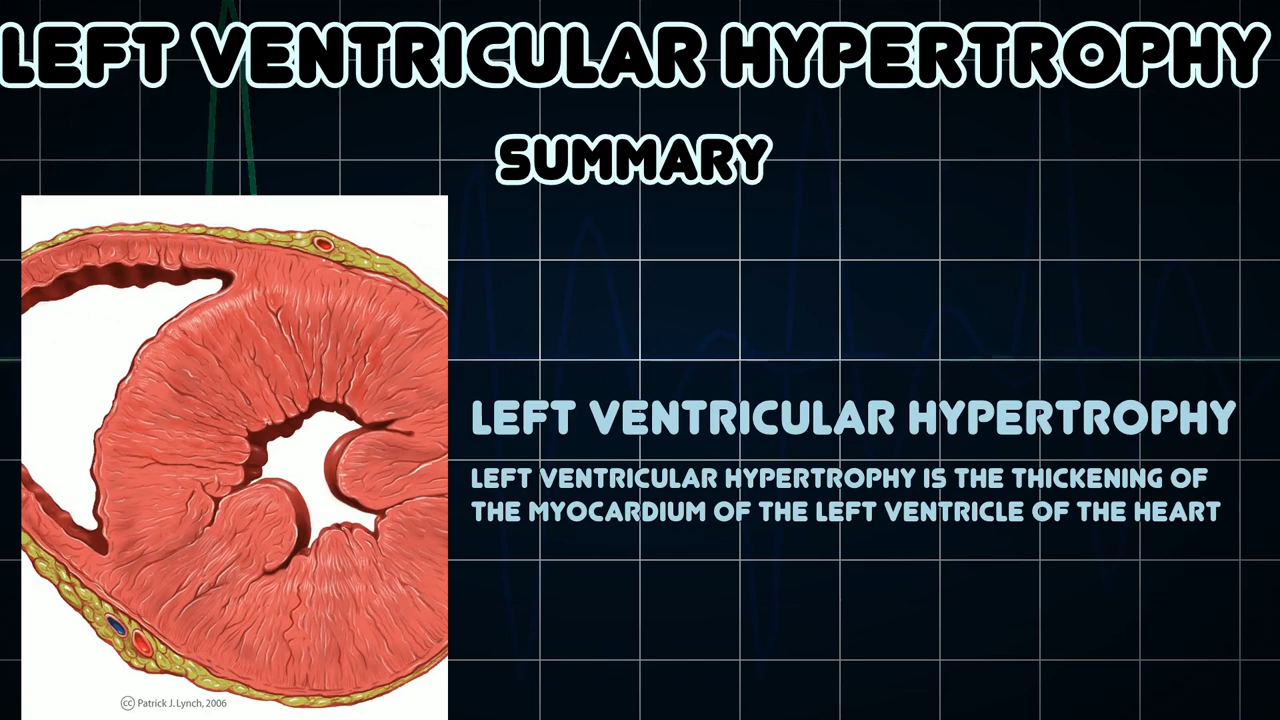 LEFT VENTRICULAR HYPERTROPHY
SUMMARY
LEFT VENTRICULAR HYPERTROPHY
LEFT VENTRICULAR HYPERTROPHY IS THE THICKENING OF
THE MYOCARDIUM OF THE LEFT VENTRICLE OF THE HEART
cc Patrick J. Lynch, 2006